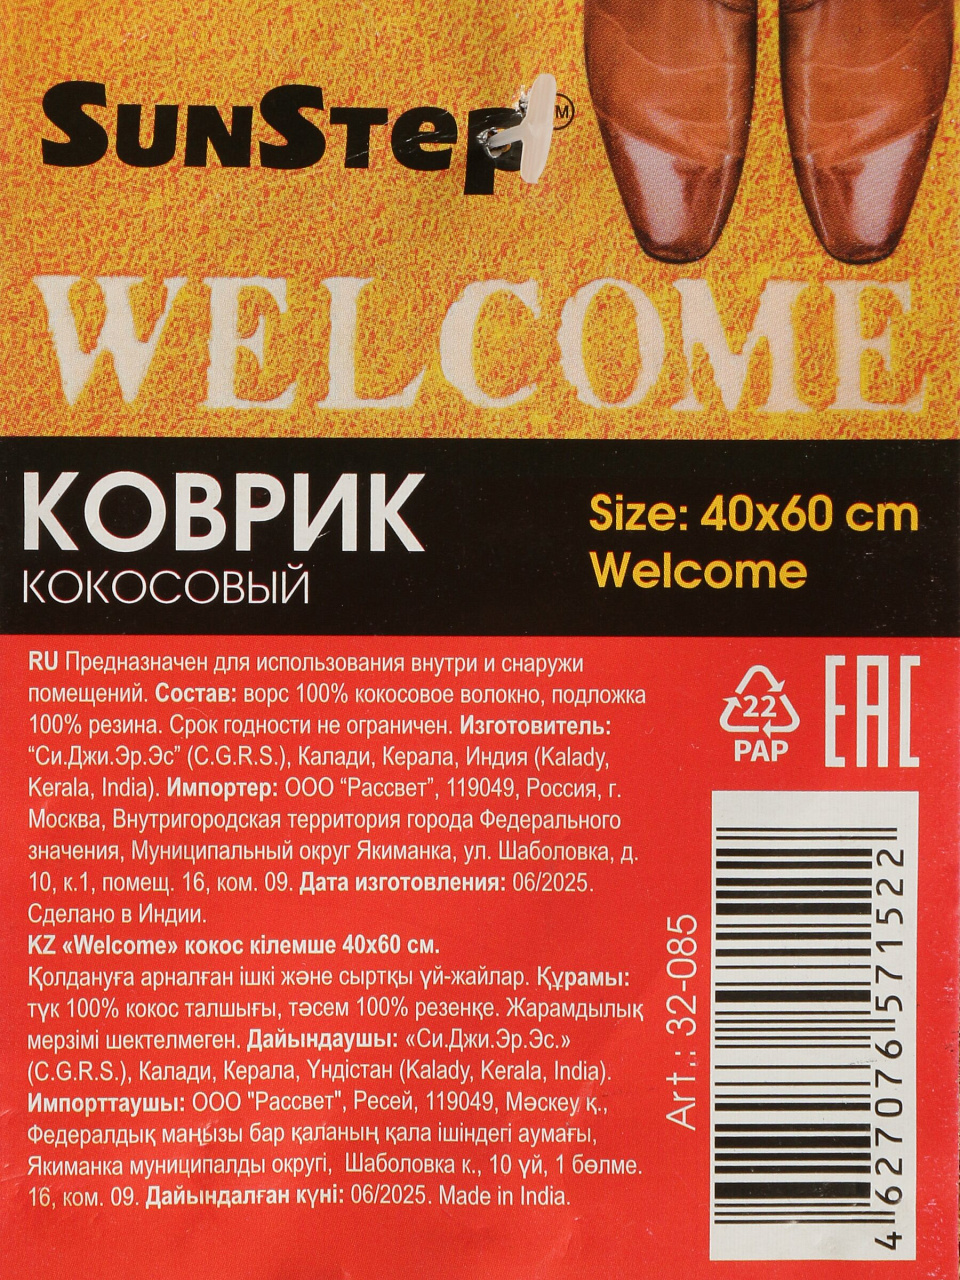 SunStep
WELCOME
КОВРИК
КОКОСОВЫЙ
Size: 40x60 cm
Welcome
RU Предназначен для использования внутри и снаружи
помещений. Состав: ворс 100% кокосовое волокно, подложка
100% резина. Срок годности не ограничен. Изготовитель:
“Си.Джи.Эр.Эс” (C.G.R.S.), Калади, Керала, Индия (Kalady,
Kerala, India). Импортер: ООО “Рассвет”, 119049, Россия, г.
Москва, Внутригородская территория города Федерального
значения, Муниципальный округ Якиманка, ул. Шаболовка, д.
10, к.1, помещ. 16, ком. 09. Дата изготовления: 06/2025.
Сделано в Индии.
KZ «Welcome» кокос кілемше 40х60 см.
Қолдануға арналған ішкі және сыртқы үй-жайлар. Құрамы:
түк 100% кокос талшығы, тәсем 100% резеңке. Жарамдылық
мерзімі шектелмеген. Дайындаушы: «Си.Джи.Эр.Эс.»
(C.G.R.S.), Калади, Керала, Үндістан (Kalady, Kerala, India).
Импорттаушы: ООО "Рассвет", Ресей, 119049, Мәскеу қ.,
Федералдық маңызы бар қаланың қала ішіндегі аумағы,
Якиманка муниципалды округі, Шаболовка к., 10 үй, 1 бөлме.
16, ком. 09. Дайындалған күні: 06/2025. Made in India.
22
PAP
EAC
Art.: 32-085
4627076571522